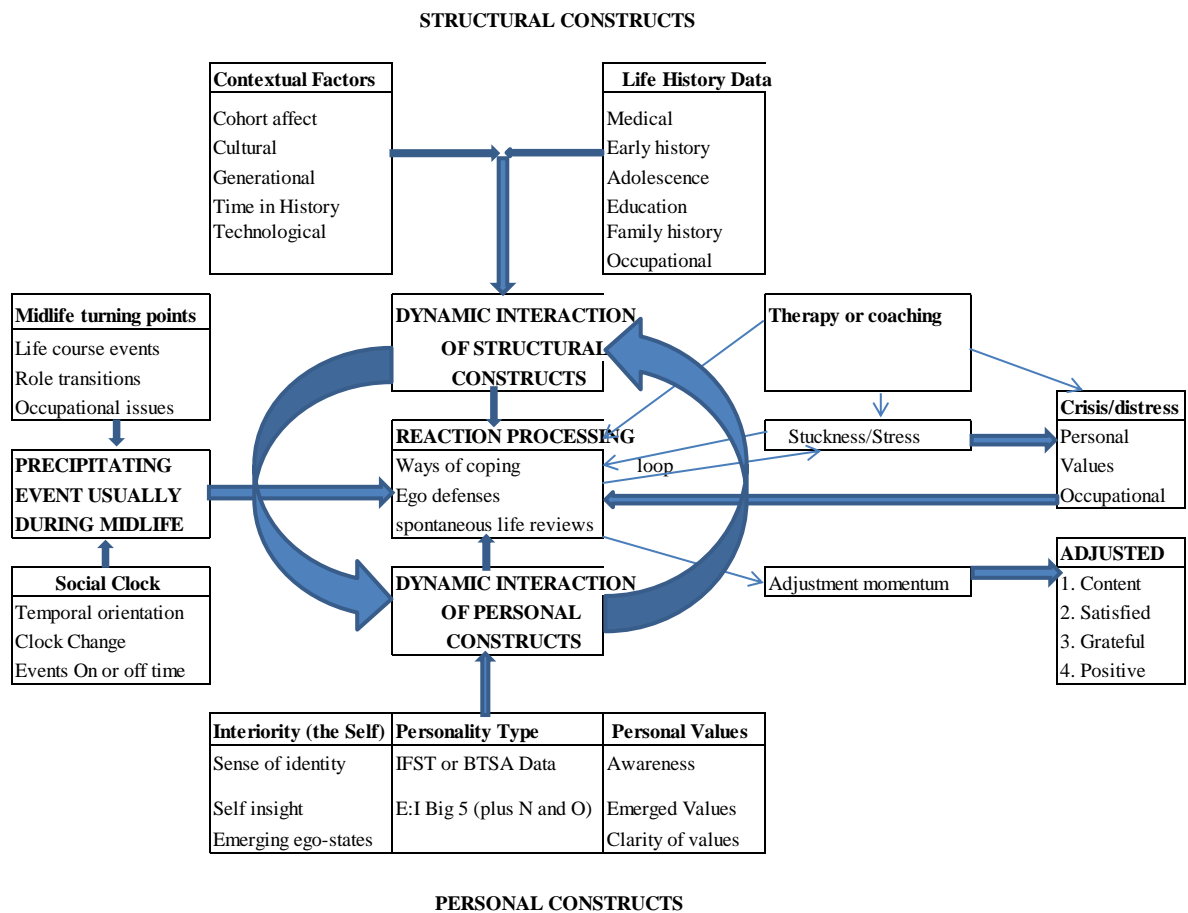 STRUCTURAL CONSTRUCTS
Contextual Factors
Cohort affect
Cultural
Generational
Time in History
Technological
Life History Data
Medical
Early history
Adolescence
Education
Family history
Occupational
Midlife turning points
Life course events
Role transitions
Occupational issues
PRECIPITATING
EVENT USUALLY
DURING MIDLIFE
Social Clock
Temporal orientation
Clock Change
Events On or off time
DYNAMIC INTERACTION
OF STRUCTURAL
CONSTRUCTS
REACTION PROCESSING
Ways of coping
loop
Ego defenses
spontaneous life reviews
DYNAMIC INTERACTION
OF PERSONAL
CONSTRUCTS
Therapy or coaching
Stuckness/Stress
Crisis/distress
Personal
Values
Occupational
Adjustment momentum
ADJUSTED
1. Content
2. Satisfied
3. Grateful
4. Positive
Interiority (the Self)
Sense of identity
Self insight
Emerging ego-states
Personality Type
IFST or BTSA Data
E:I Big 5 (plus N and O)
Personal Values
Awareness
Emerged Values
Clarity of values
PERSONAL CONSTRUCTS